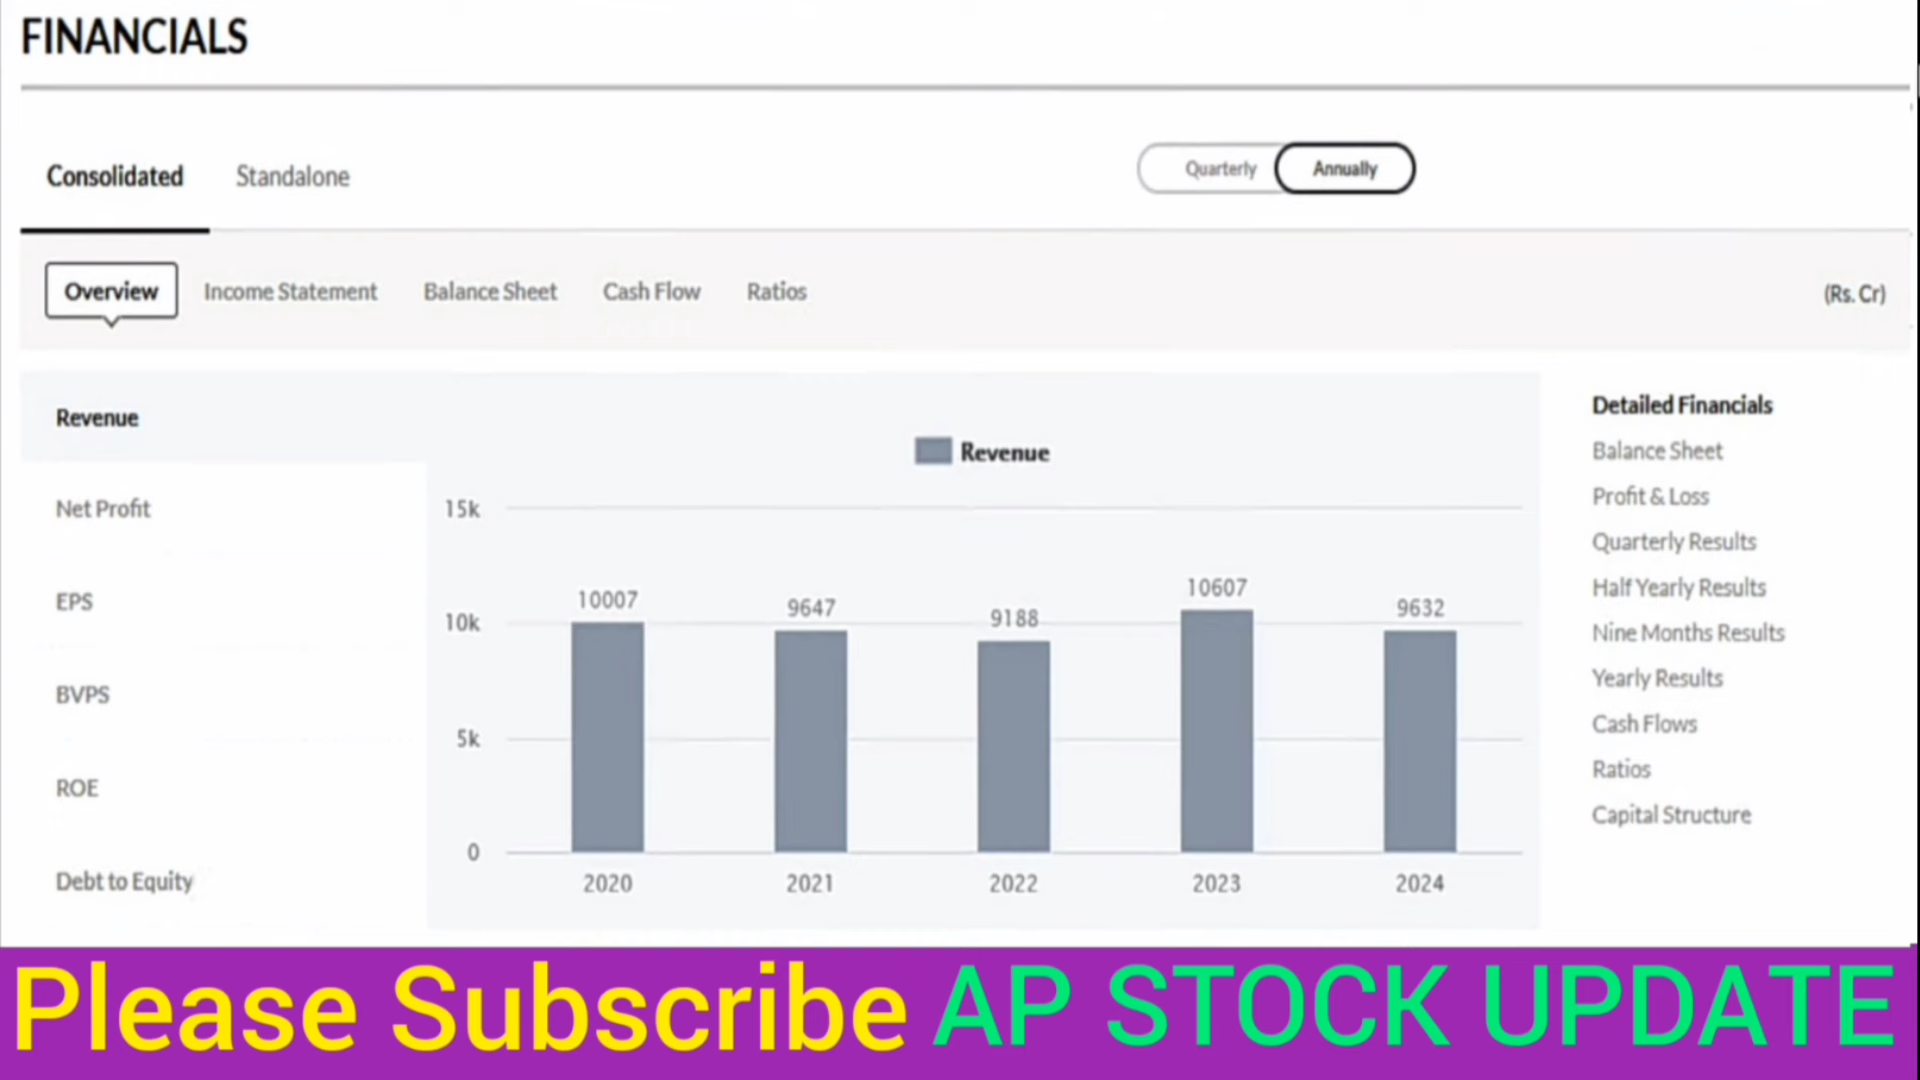 FINANCIALS
Consolidated Standalone Quarterly Annually
Overview Income Statement Balance Sheet Cash Flow Ratios (Rs. Cr)
Revenue
Net Profit
EPS
BVPS
ROE
Debt to Equity
Revenue
15k
10k
5k
0
10007 9647 9188 10607 9632
2020 2021 2022 2023 2024
Detailed Financials
Balance Sheet
Profit & Loss
Quarterly Results
Half Yearly Results
Nine Months Results
Yearly Results
Cash Flows
Ratios
Capital Structure
Please Subscribe AP STOCK UPDATE